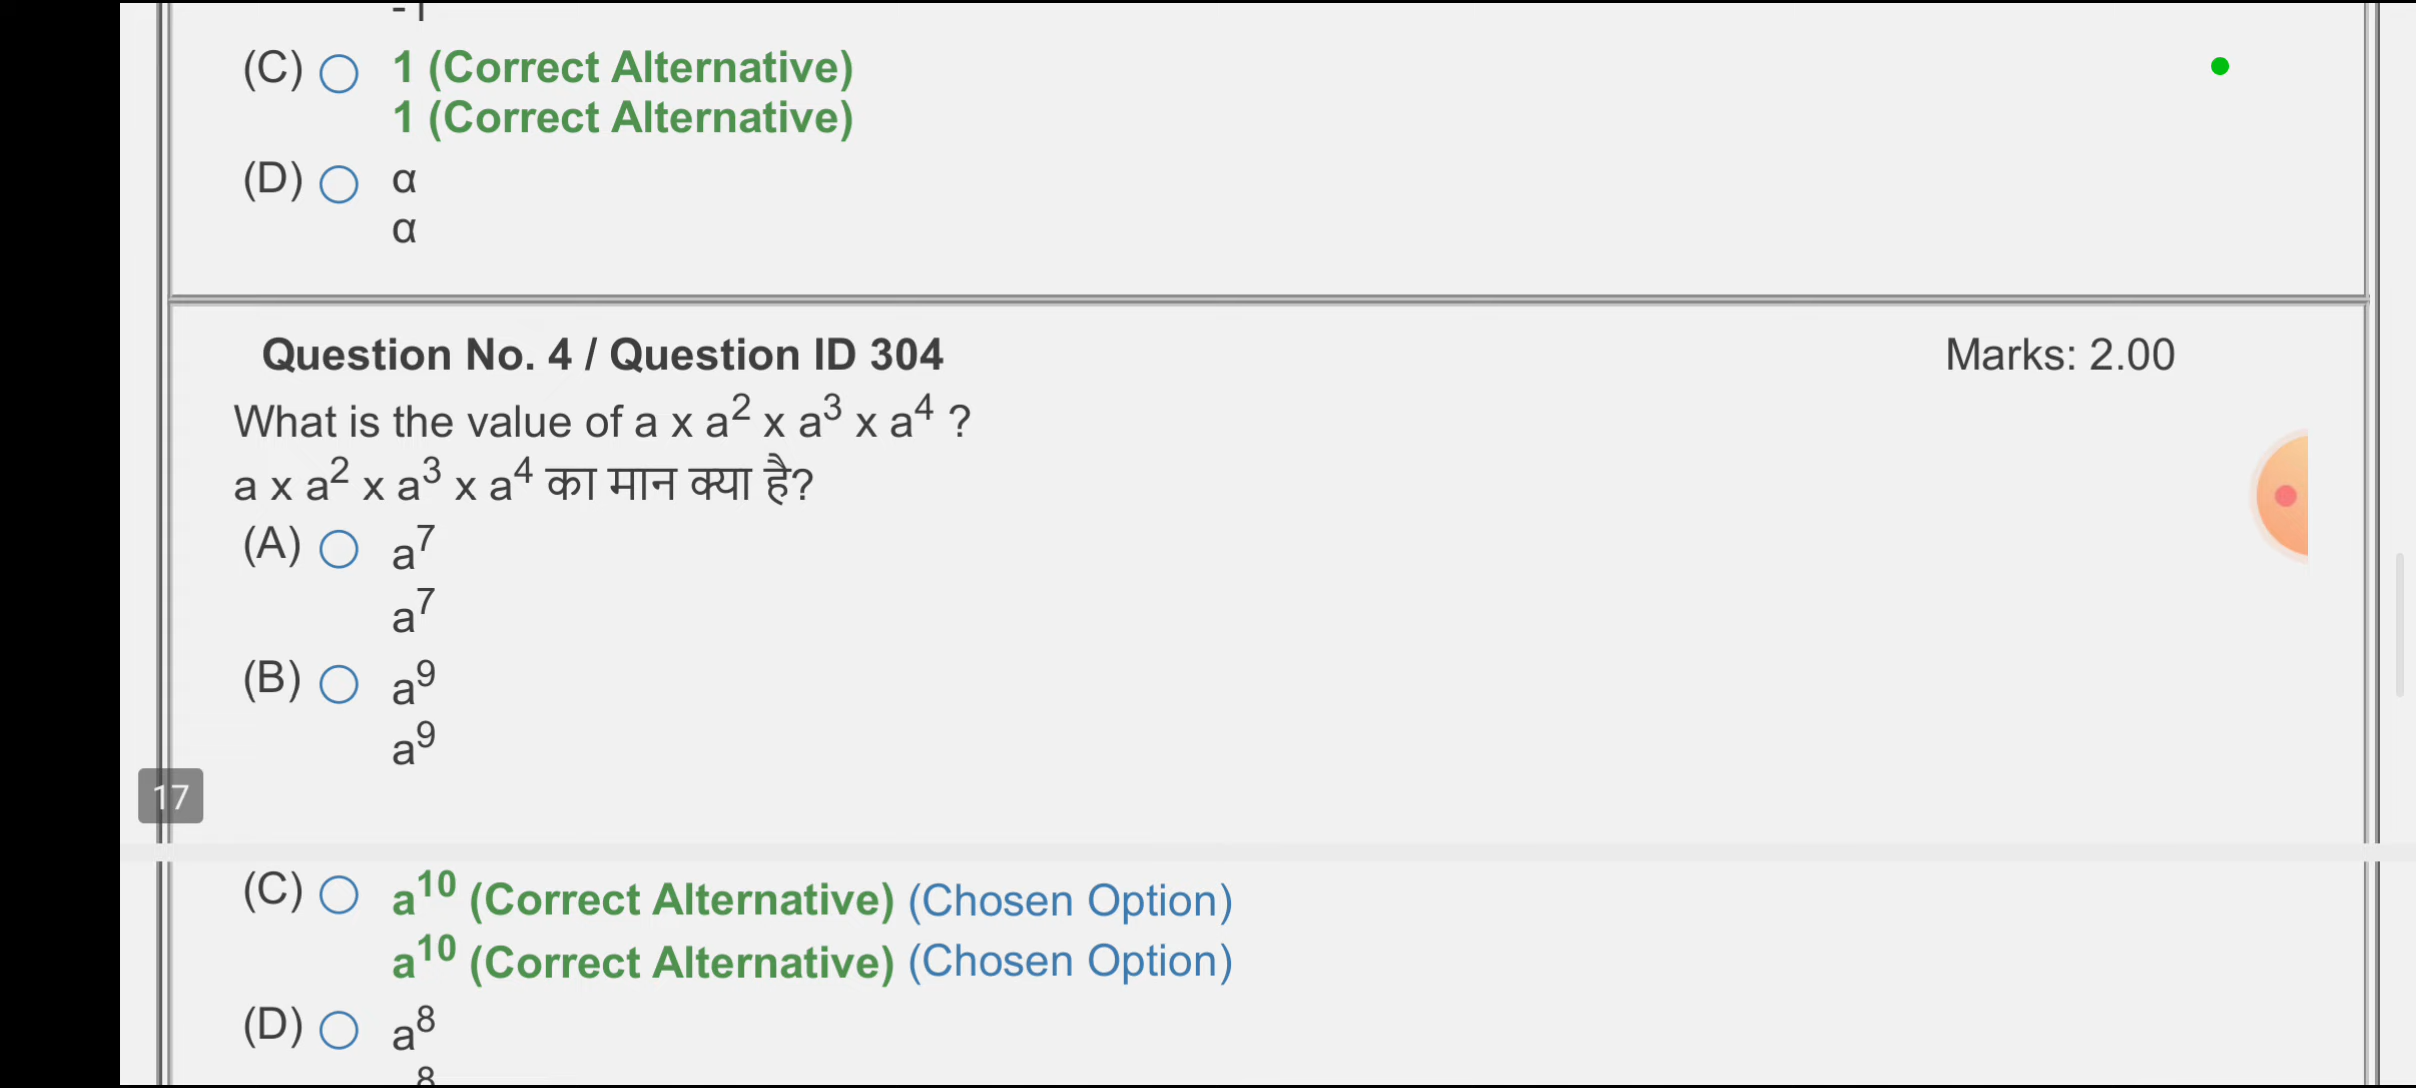 -1
(C) 1 (Correct Alternative)
1 (Correct Alternative)
(D) α
α
Question No. 4 / Question ID 304 Marks: 2.00
What is the value of a x a² x a³ x a⁴ ?
a x a² x a³ x a⁴ का मान क्या है?
(A) a⁷
a⁷
(B) a⁹
a⁹
17
(C) a¹⁰ (Correct Alternative) (Chosen Option)
a¹⁰ (Correct Alternative) (Chosen Option)
(D) a⁸
⁸